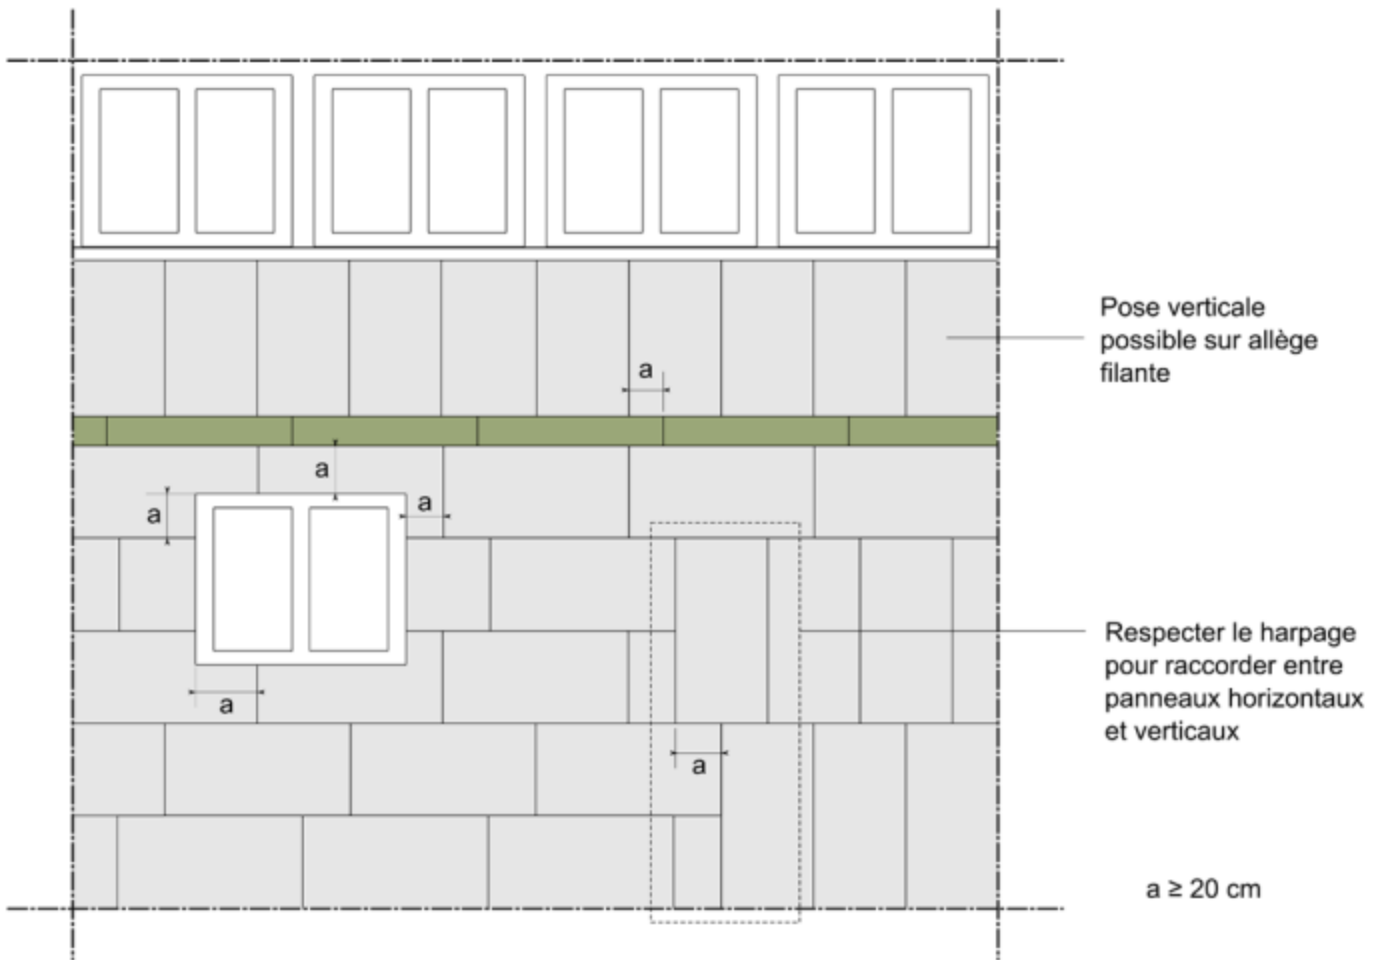 Pose verticale
possible sur allège
filante
a
a
a
a
Respecter le harpage
pour raccorder entre
panneaux horizontaux
et verticaux
a
a
a ≥ 20 cm